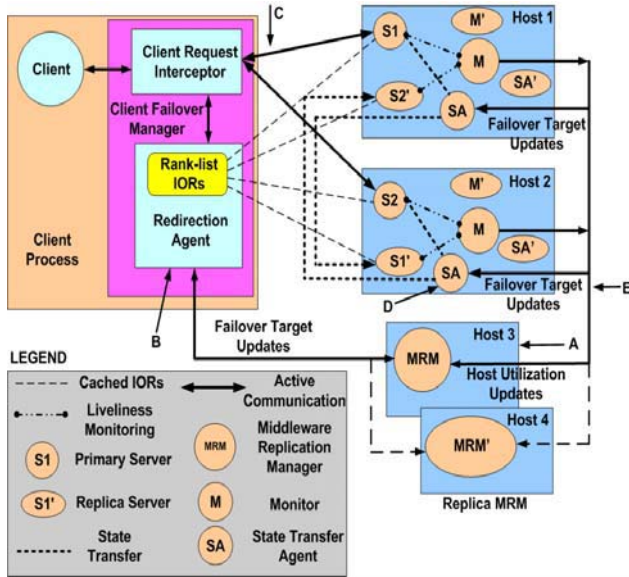 C
Client
Client Request
Interceptor
Client Failover
Manager
Rank-list
IORs
Redirection
Agent
Client
Process
B
S1
M'
Host 1
M
SA'
S2'
SA
Failover Target
Updates
S2
M'
Host 2
M
SA'
S1'
SA
D
Failover Target
Updates
E
Failover Target
Updates
Host 3
A
MRM
Host Utilization
Updates
Host 4
MRM'
Replica MRM
LEGEND
Cached IORs
Active
Communication
Liveliness
Monitoring
S1
Primary Server
MRM
Middleware
Replication
Manager
S1'
Replica Server
M
Monitor
State
Transfer
SA
State Transfer
Agent